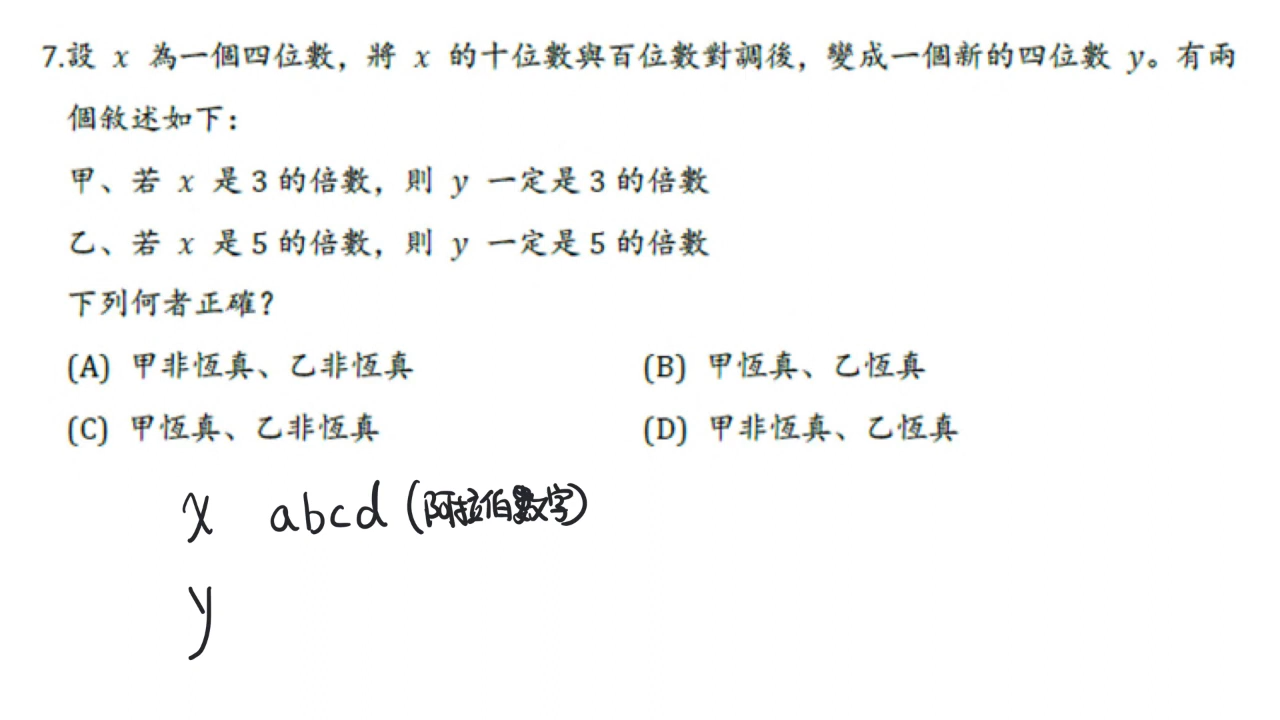 7.設 x 為一個四位數，將 x 的十位數與百位數對調後，變成一個新的四位數 y。有兩
個敘述如下：
甲、若 x 是 3 的倍數，則 y 一定是 3 的倍數
乙、若 x 是 5 的倍數，則 y 一定是 5 的倍數
下列何者正確？
(A) 甲非恆真、乙非恆真 (B) 甲恆真、乙恆真
(C) 甲恆真、乙非恆真 (D) 甲非恆真、乙恆真
x abcd (阿拉伯數字)
y